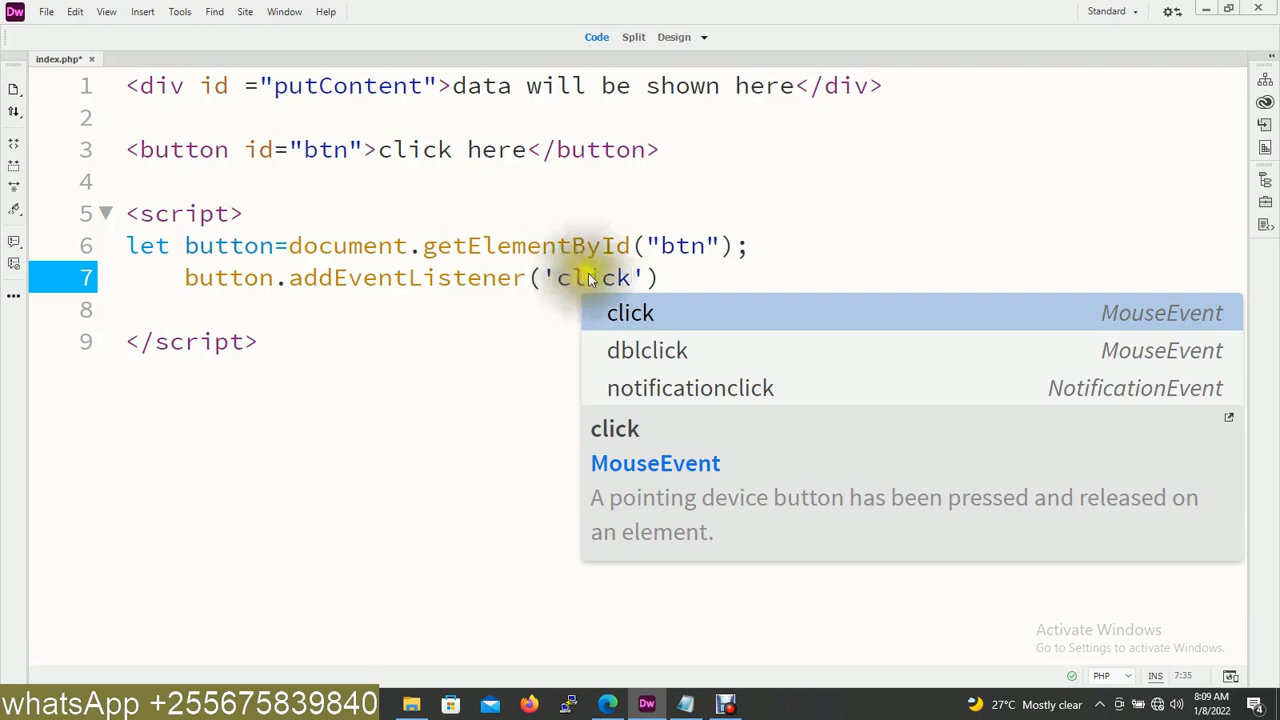 Dw File Edit View Insert Tools Find Site Window Help Standard
Code Split Design
index.php*
1 <div id ="putContent">data will be shown here</div>
2
3 <button id="btn">click here</button>
4
5 <script>
6 let button=document.getElementById("btn");
7 button.addEventListener('click')
8
9 </script>
click MouseEvent
dblclick MouseEvent
notificationclick NotificationEvent
click
MouseEvent
A pointing device button has been pressed and released on
an element.
Activate Windows
Go to Settings to activate Windows.
PHP INS 7:35
whatsApp +255675839840
Dw
27°C Mostly clear
8:09 AM
1/8/2022
4